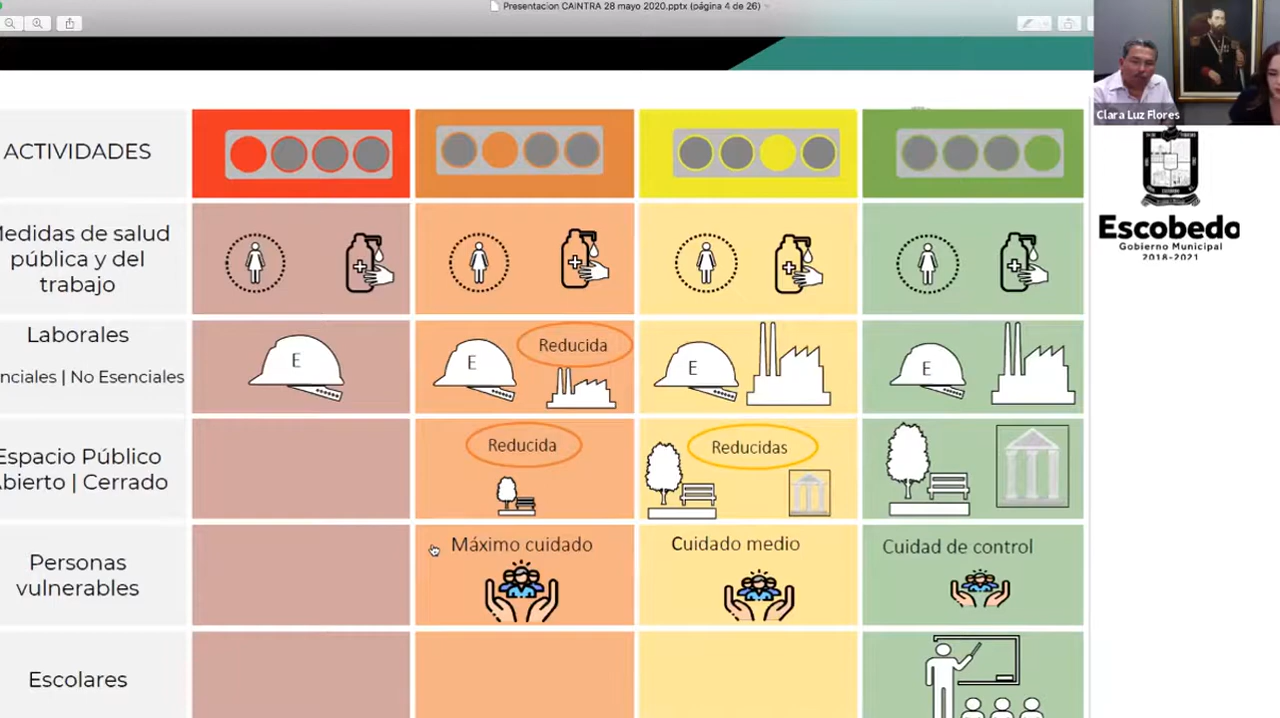 Presentacion CAINTRA 28 mayo 2020.pptx (página 4 de 26)
Clara Luz Flores
Escobedo
Gobierno Municipal
2018-2021
ACTIVIDADES
Medidas de salud
pública y del
trabajo
Laborales
nciales | No Esenciales
E
E
Reducida
E
E
Espacio Público
Abierto | Cerrado
Reducida
Reducidas
Personas
vulnerables
Máximo cuidado
Cuidado medio
Cuidad de control
Escolares